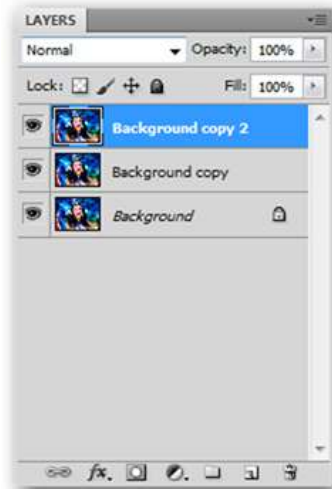 LAYERS
Normal Opacity: 100%
Lock: Fill: 100%
Background copy 2
Background copy
Background
fx.